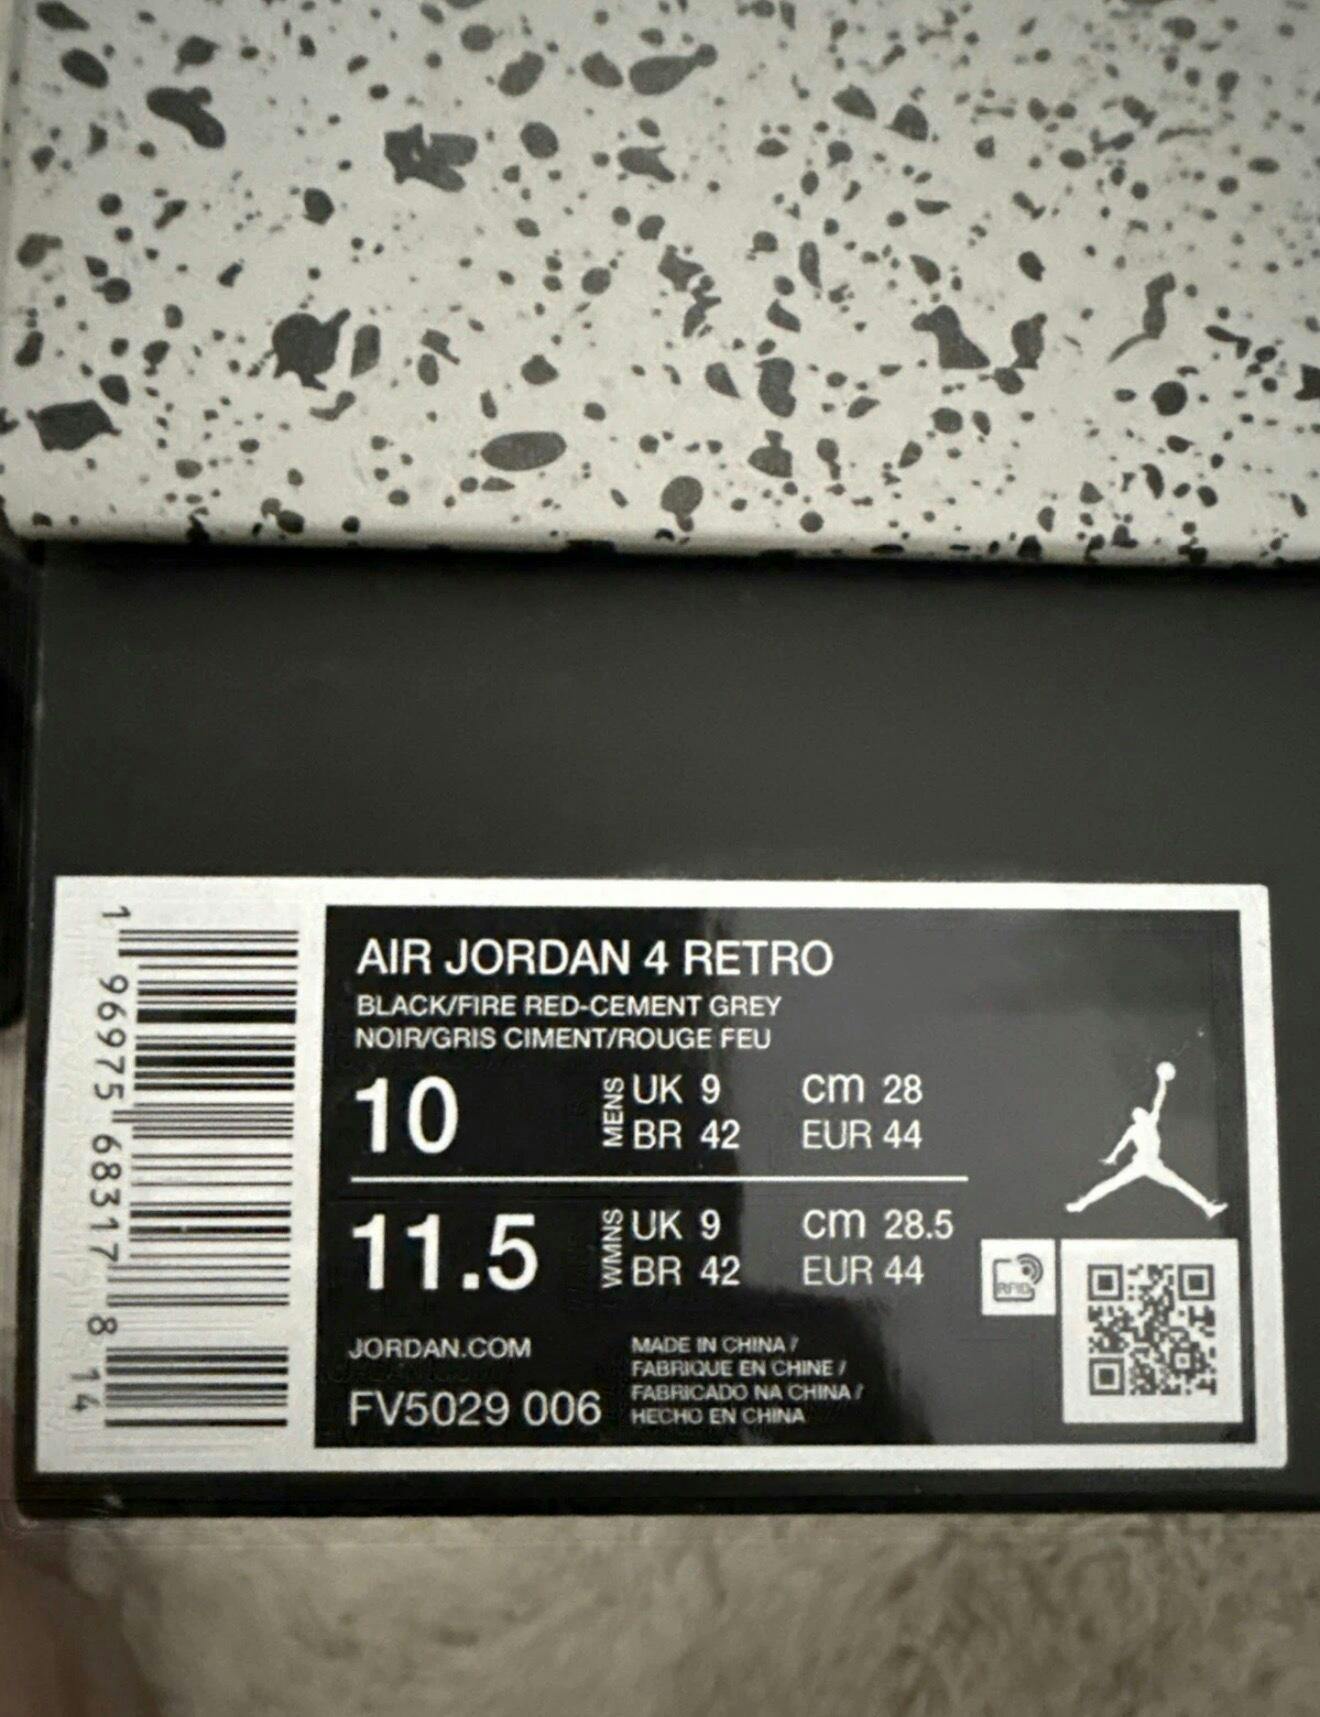 1 96975 68317 8 14
AIR JORDAN 4 RETRO
BLACK/FIRE RED-CEMENT GREY
NOIR/GRIS CIMENT/ROUGE FEU
10 MENS UK 9 cm 28
BR 42 EUR 44
11.5 WMNS UK 9 cm 28.5
BR 42 EUR 44
RFID
JORDAN.COM
FV5029 006
MADE IN CHINA /
FABRIQUE EN CHINE /
FABRICADO NA CHINA /
HECHO EN CHINA